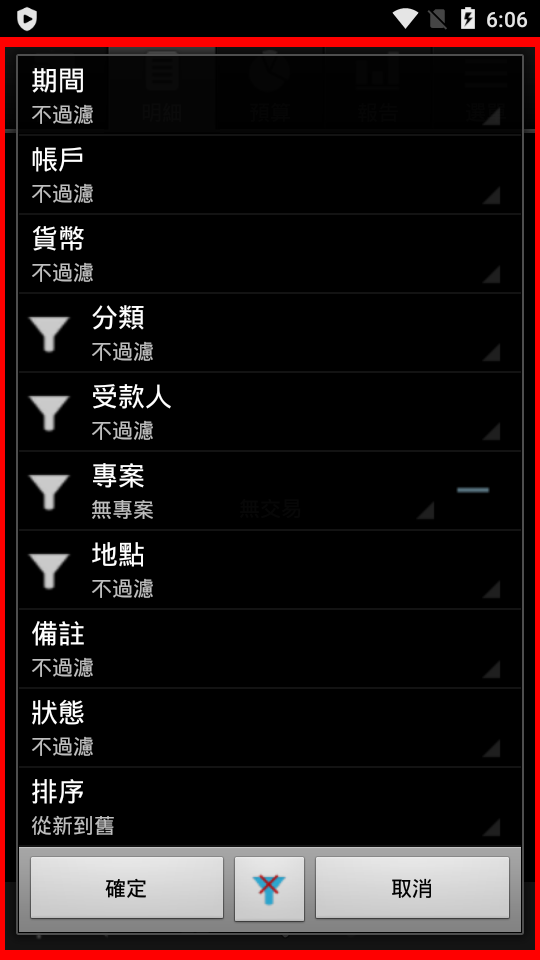 6:06
期間
不過濾
帳戶
不過濾
貨幣
不過濾
分類
不過濾
受款人
不過濾
專案
無專案
無交易
地點
不過濾
備註
不過濾
狀態
不過濾
排序
從新到舊
確定
取消